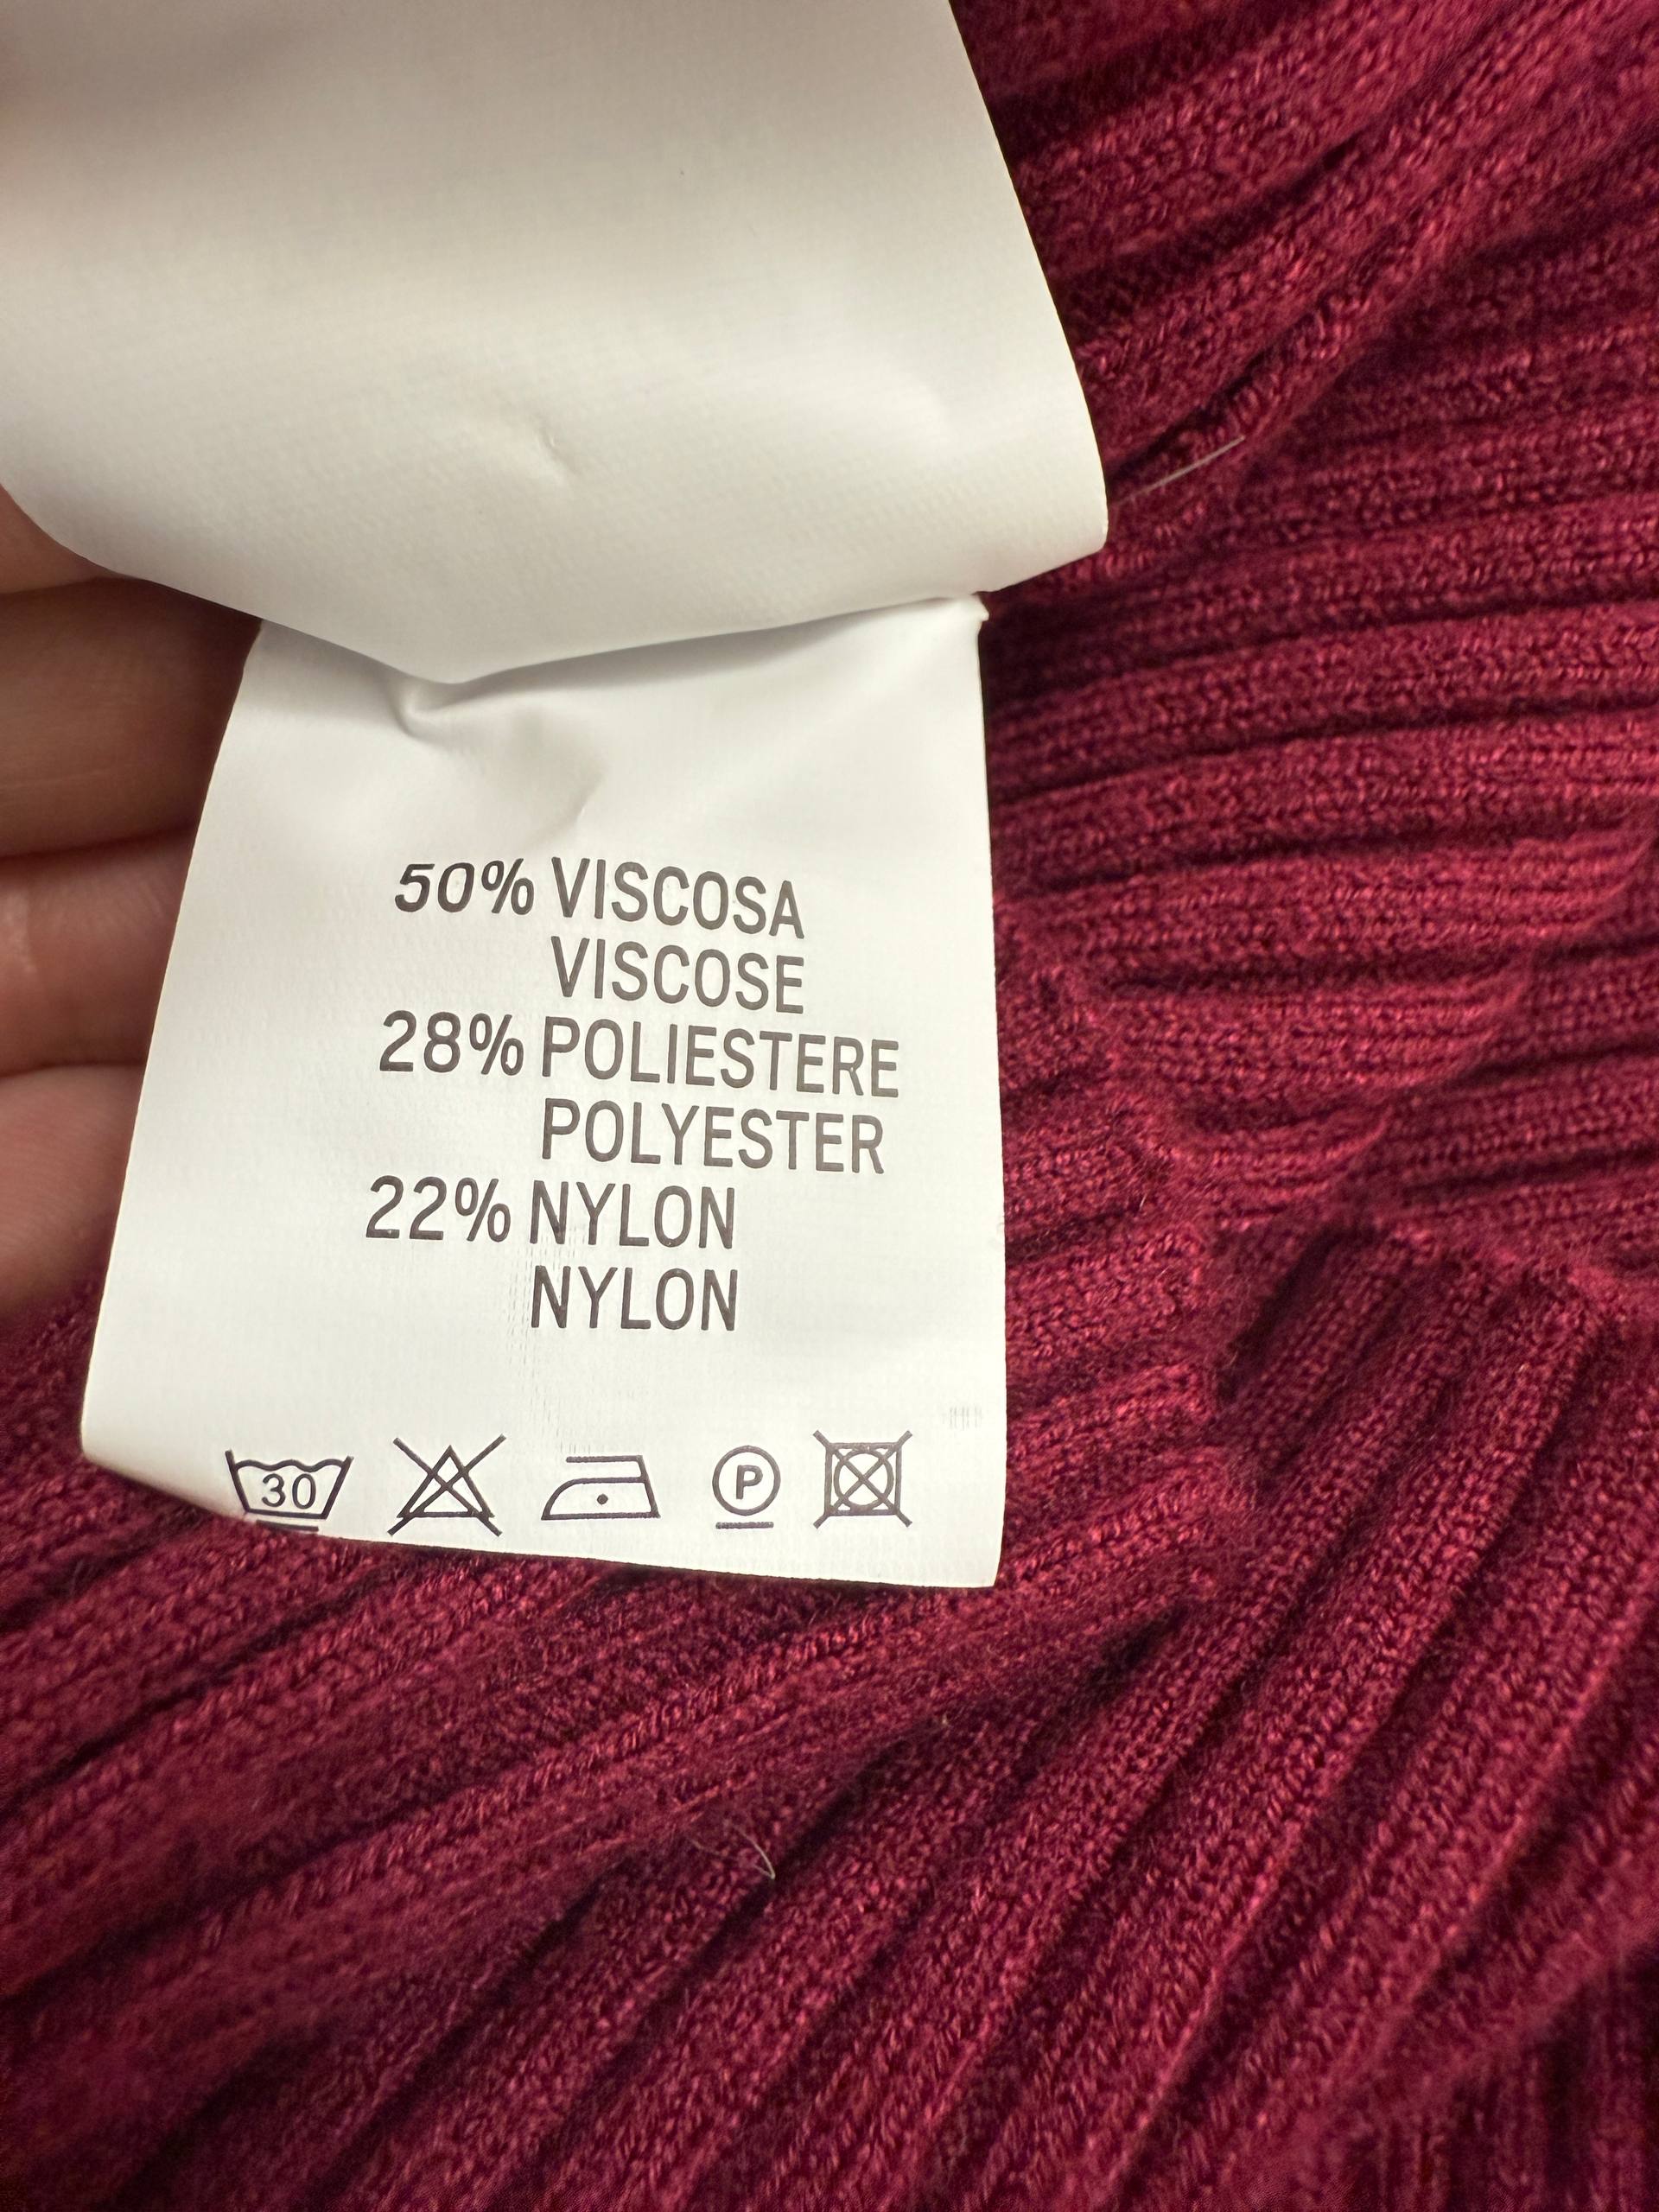 50% VISCOSA
VISCOSE
28% POLIESTERE
POLYESTER
22% NYLON
NYLON
30 P